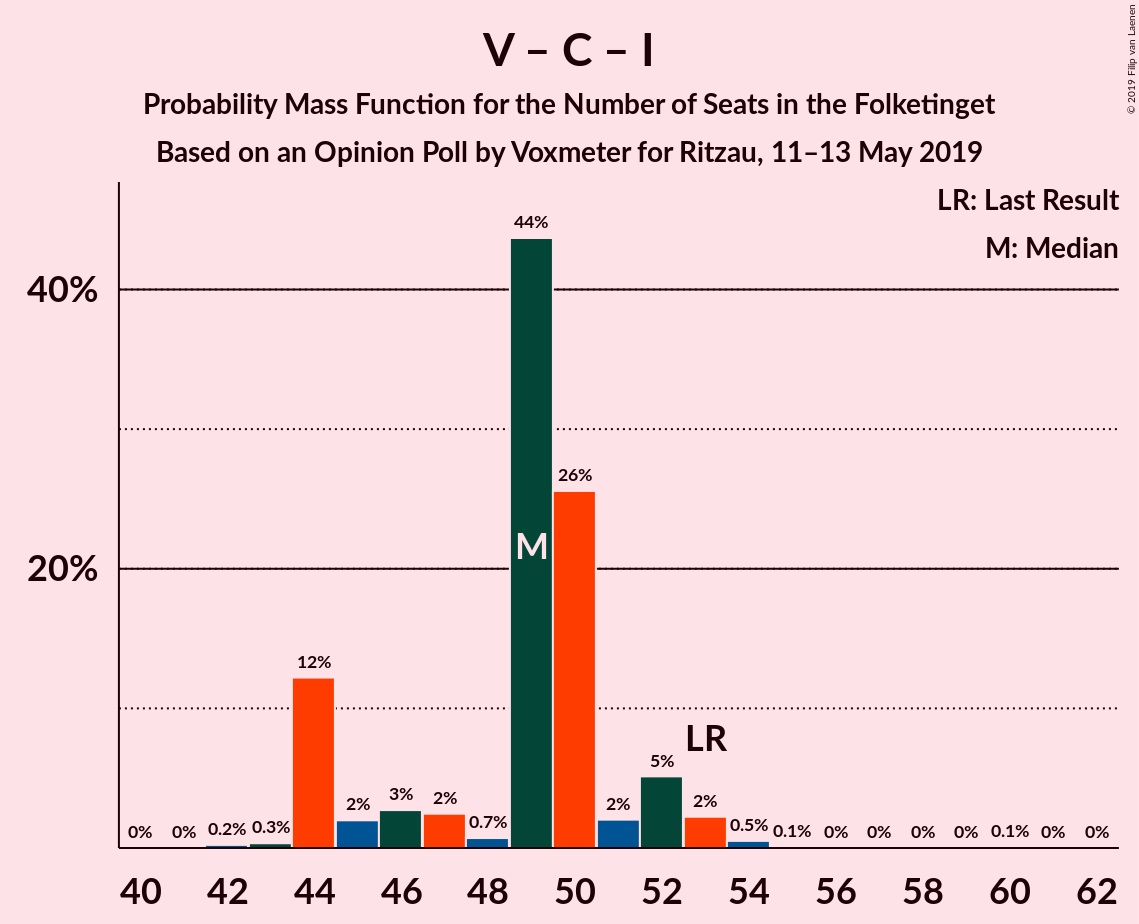 V – C – I
Probability Mass Function for the Number of Seats in the Folketinget
Based on an Opinion Poll by Voxmeter for Ritzau, 11–13 May 2019
© 2019 Filip van Laenen
LR: Last Result
M: Median
40%
20%
0% 0% 0.2% 0.3% 12% 2% 3% 2% 0.7% 44% 26% 2% 5% 2% 0.5% 0.1% 0% 0% 0% 0% 0.1% 0% 0%
M
LR
40 42 44 46 48 50 52 54 56 58 60 62